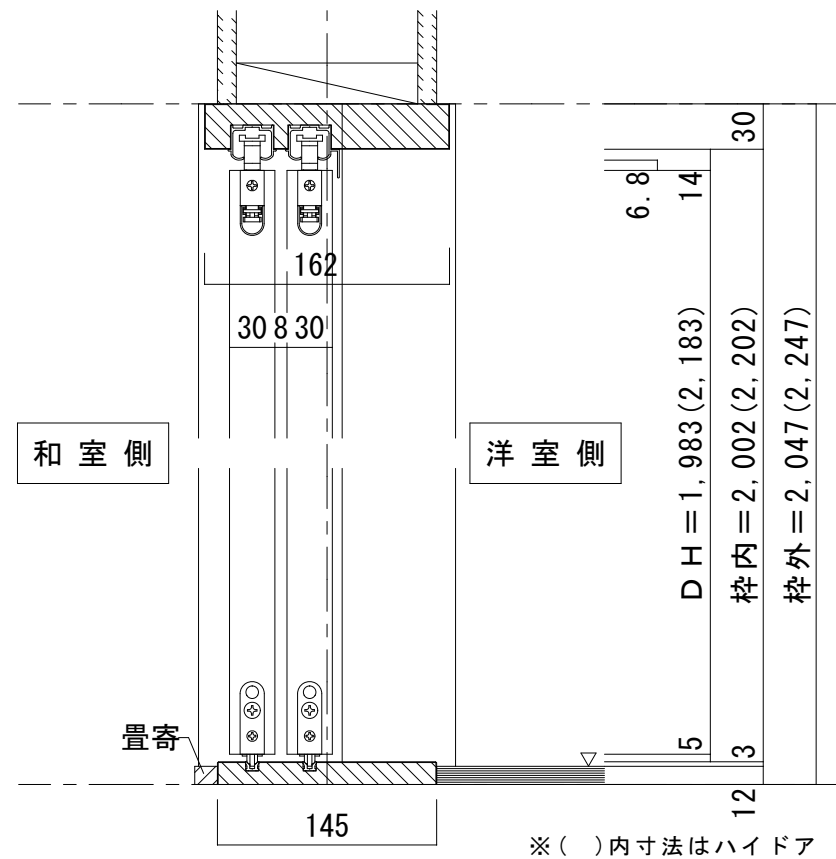 30
6.8
14
162
30 8 30
和室側
洋室側
DH=1,983(2,183)
枠内=2,002(2,202)
枠外=2,047(2,247)
畳寄
5
3
12
145
※( )内寸法はハイドア